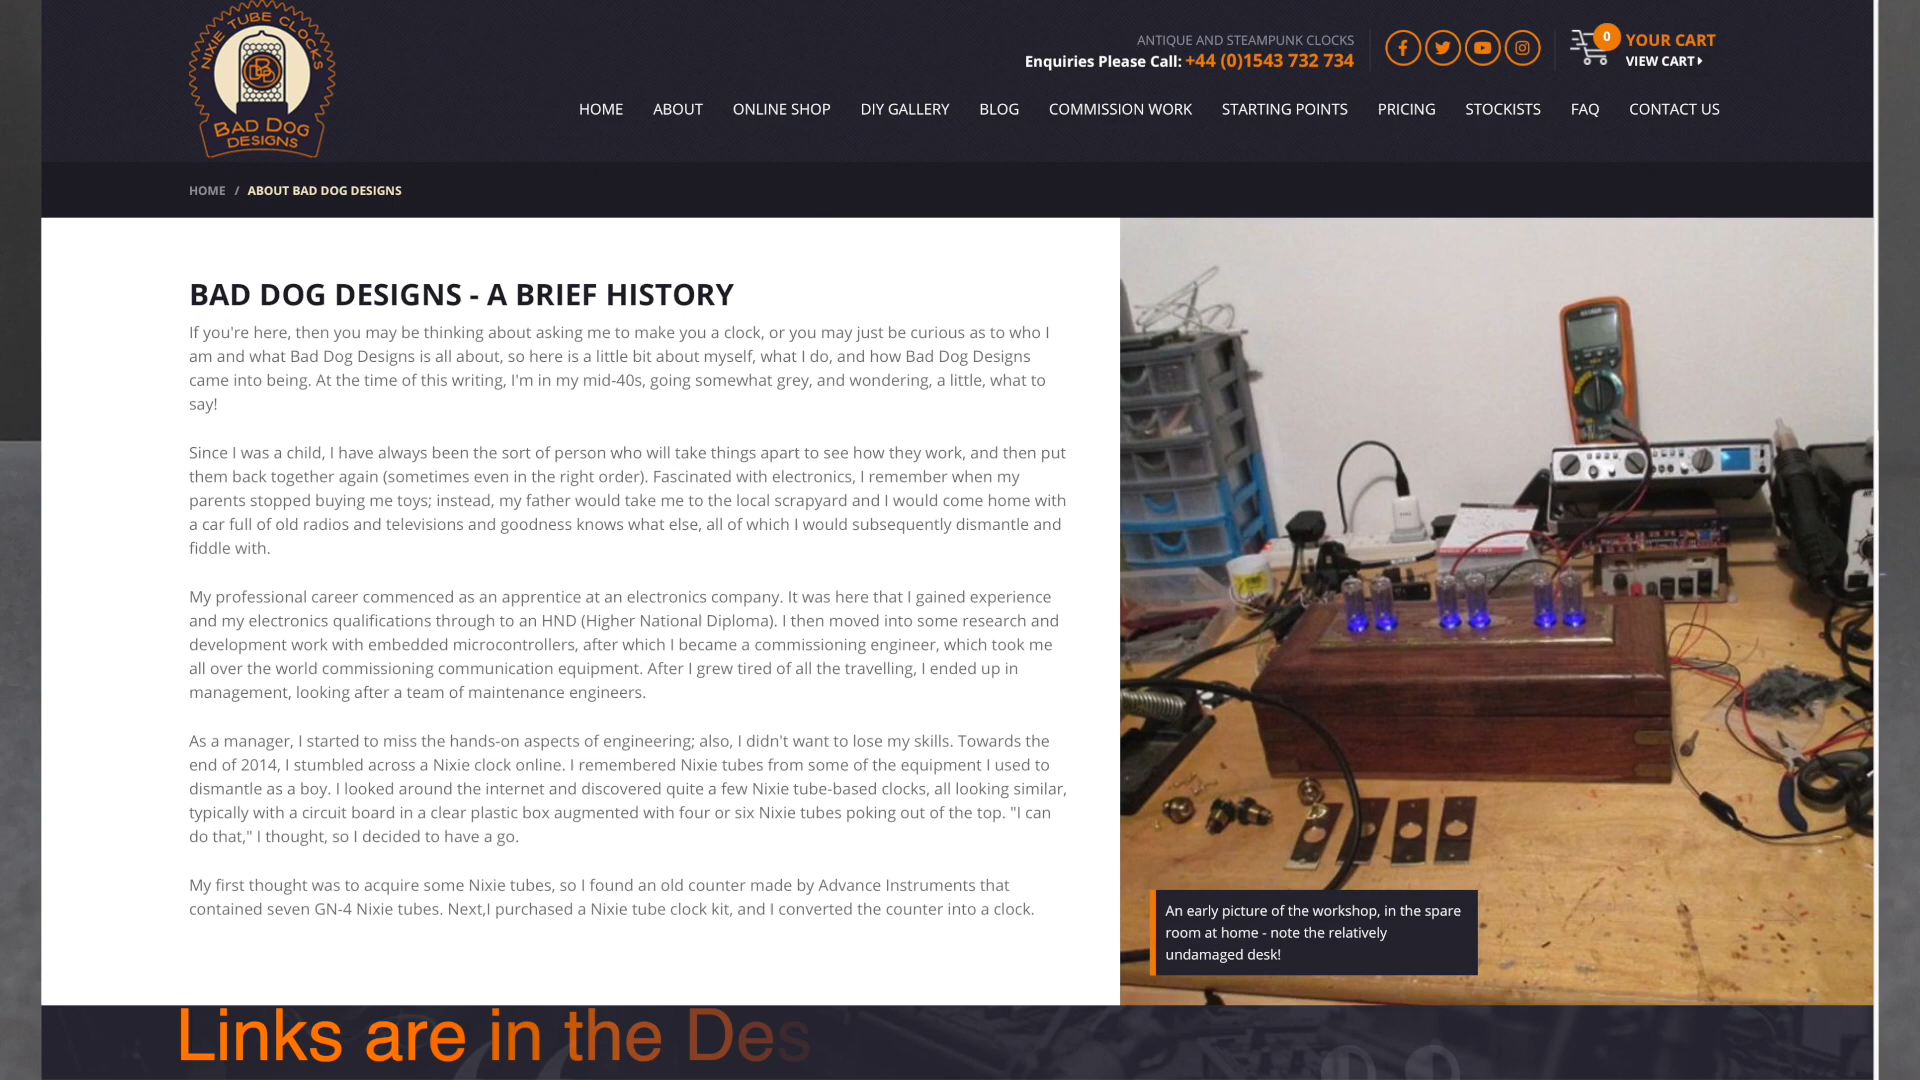 NIXIE TUBE CLOCKS
BAD DOG
DESIGNS
ANTIQUE AND STEAMPUNK CLOCKS
Enquiries Please Call: +44 (0)1543 732 734
0
YOUR CART
VIEW CART
HOME ABOUT ONLINE SHOP DIY GALLERY BLOG COMMISSION WORK STARTING POINTS PRICING STOCKISTS FAQ CONTACT US
HOME / ABOUT BAD DOG DESIGNS
BAD DOG DESIGNS - A BRIEF HISTORY
If you're here, then you may be thinking about asking me to make you a clock, or you may just be curious as to who I
am and what Bad Dog Designs is all about, so here is a little bit about myself, what I do, and how Bad Dog Designs
came into being. At the time of this writing, I'm in my mid-40s, going somewhat grey, and wondering, a little, what to
say!
Since I was a child, I have always been the sort of person who will take things apart to see how they work, and then put
them back together again (sometimes even in the right order). Fascinated with electronics, I remember when my
parents stopped buying me toys; instead, my father would take me to the local scrapyard and I would come home with
a car full of old radios and televisions and goodness knows what else, all of which I would subsequently dismantle and
fiddle with.
My professional career commenced as an apprentice at an electronics company. It was here that I gained experience
and my electronics qualifications through to an HND (Higher National Diploma). I then moved into some research and
development work with embedded microcontrollers, after which I became a commissioning engineer, which took me
all over the world commissioning communication equipment. After I grew tired of all the travelling, I ended up in
management, looking after a team of maintenance engineers.
As a manager, I started to miss the hands-on aspects of engineering; also, I didn't want to lose my skills. Towards the
end of 2014, I stumbled across a Nixie clock online. I remembered Nixie tubes from some of the equipment I used to
dismantle as a boy. I looked around the internet and discovered quite a few Nixie tube-based clocks, all looking similar,
typically with a circuit board in a clear plastic box augmented with four or six Nixie tubes poking out of the top. "I can
do that," I thought, so I decided to have a go.
My first thought was to acquire some Nixie tubes, so I found an old counter made by Advance Instruments that
contained seven GN-4 Nixie tubes. Next,I purchased a Nixie tube clock kit, and I converted the counter into a clock.
An early picture of the workshop, in the spare
room at home - note the relatively
undamaged desk!
Links are in the Des